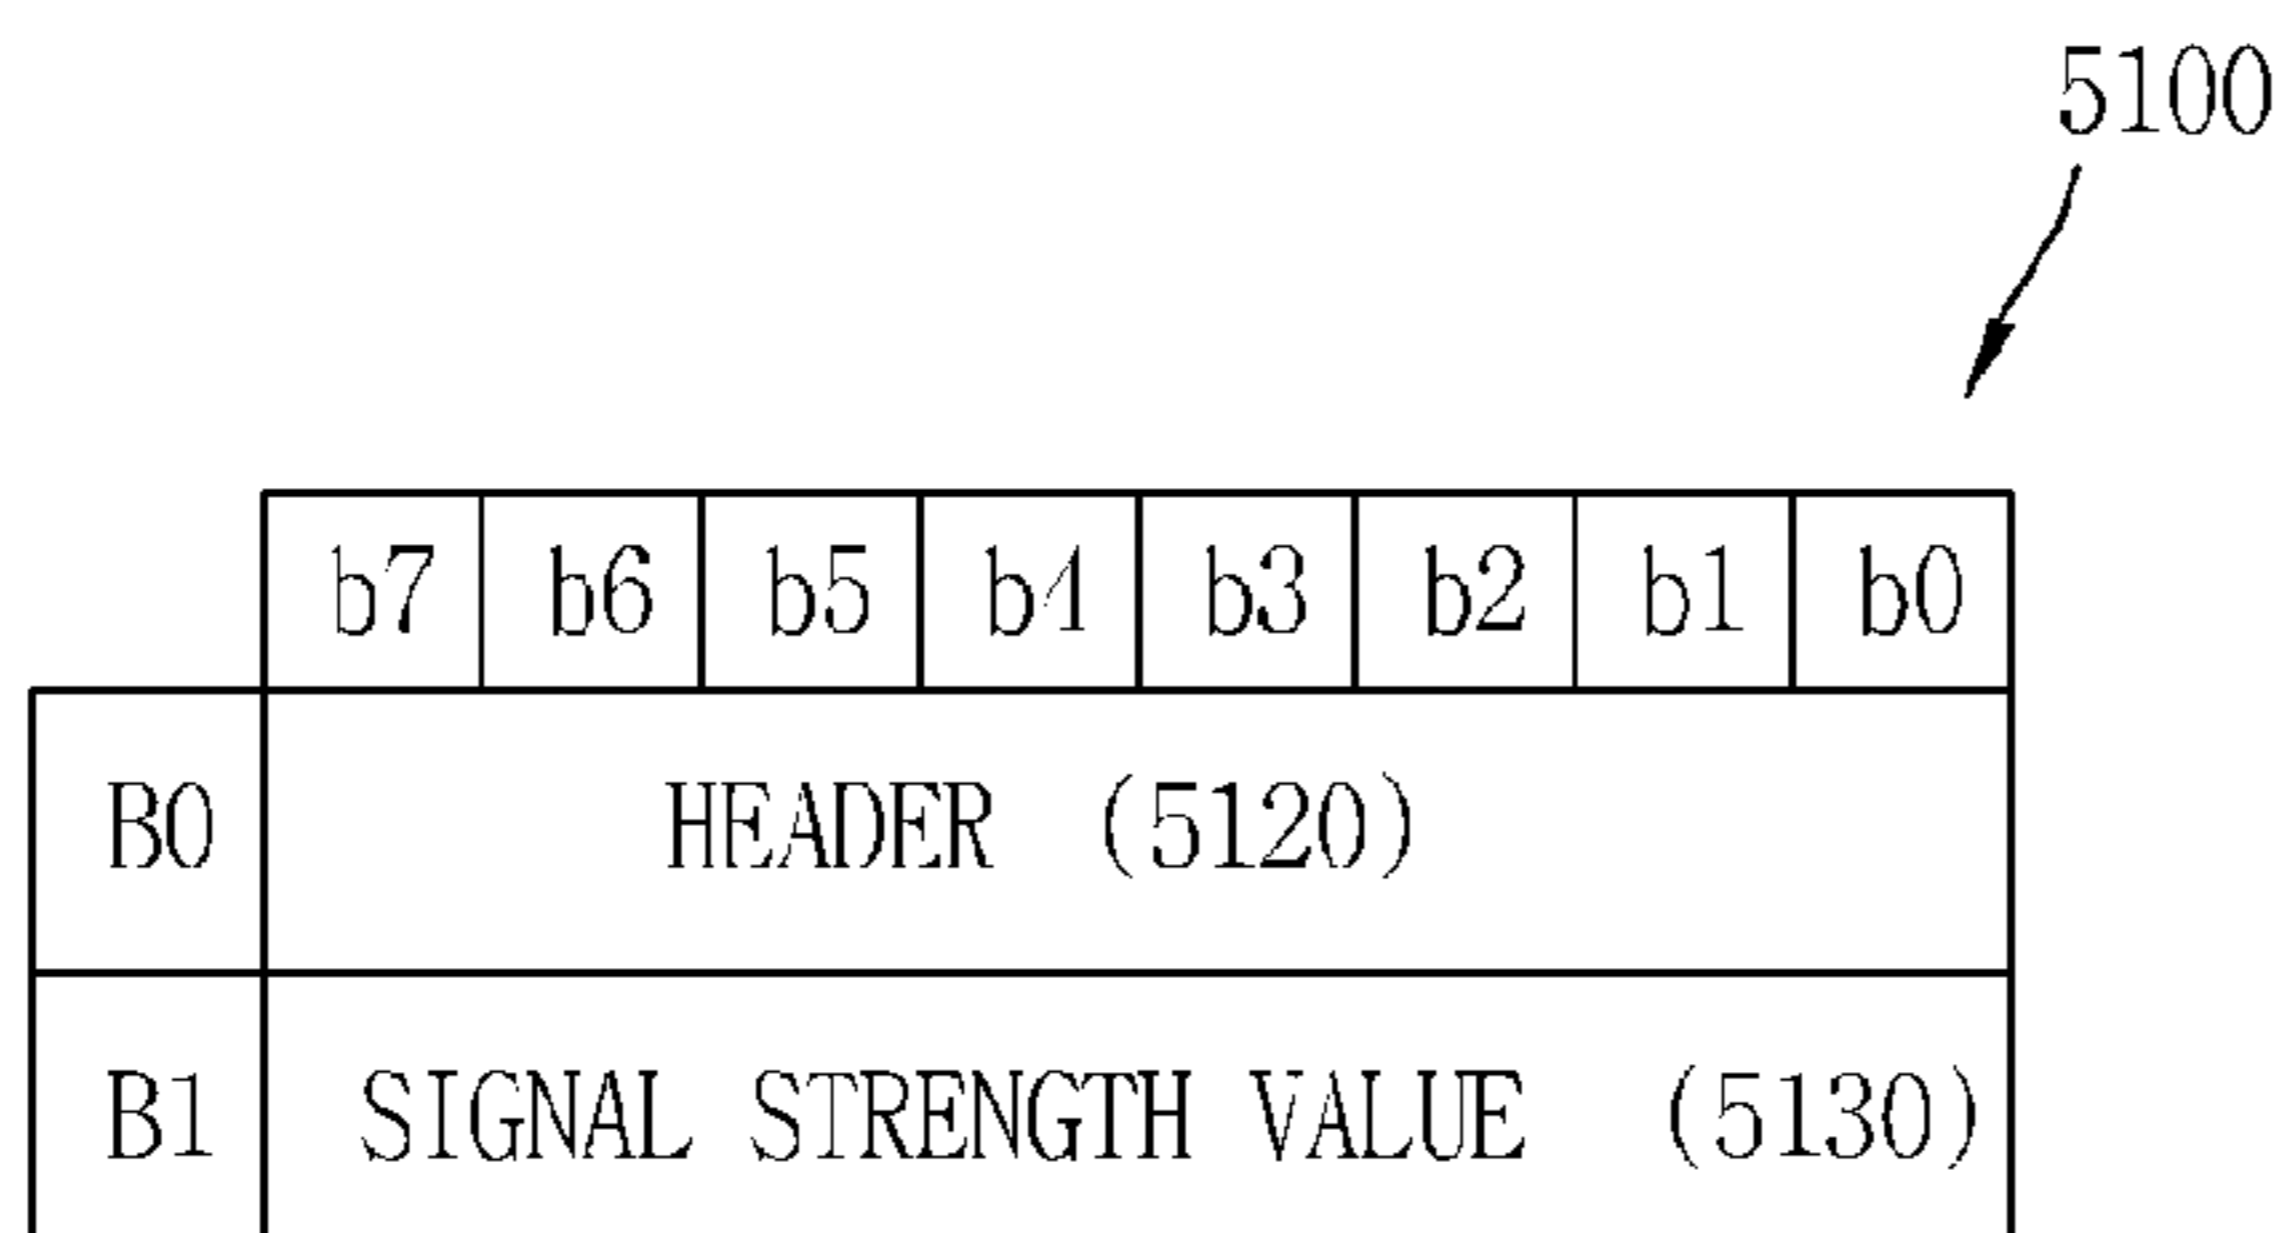 5100
b7 b6 b5 b4 b3 b2 b1 b0
B0 HEADER (5120)
B1 SIGNAL STRENGTH VALUE (5130)